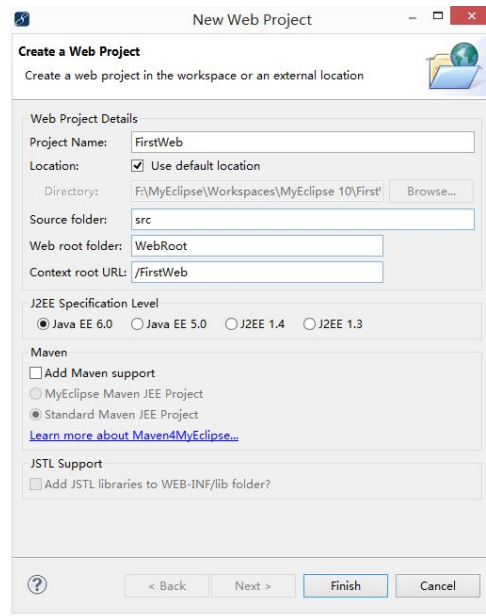 New Web Project
Create a Web Project
Create a web project in the workspace or an external location
Web Project Details
Project Name: FirstWeb
Location: Use default location
Directory: F:\MyEclipse\Workspaces\MyEclipse 10\First Browse...
Source folder: src
Web root folder: WebRoot
Context root URL: /FirstWeb
J2EE Specification Level
Java EE 6.0 Java EE 5.0 J2EE 1.4 J2EE 1.3
Maven
Add Maven support
MyEclipse Maven JEE Project
Standard Maven JEE Project
Learn more about Maven4MyEclipse...
JSTL Support
Add JSTL libraries to WEB-INF/lib folder?
? < Back Next > Finish Cancel